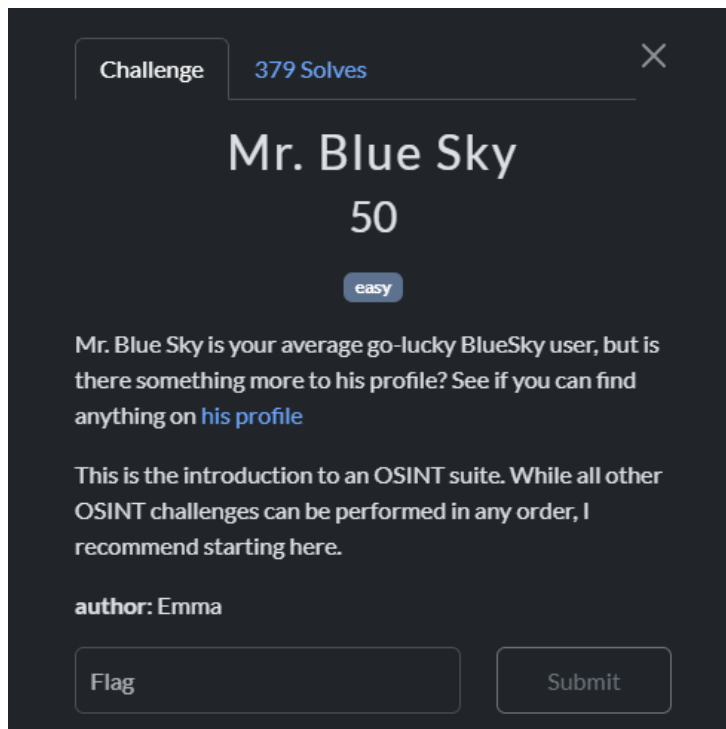 Challenge
379 Solves
Mr. Blue Sky
50
easy
Mr. Blue Sky is your average go-lucky BlueSky user, but is
there something more to his profile? See if you can find
anything on his profile
This is the introduction to an OSINT suite. While all other
OSINT challenges can be performed in any order, I
recommend starting here.
author: Emma
Flag
Submit